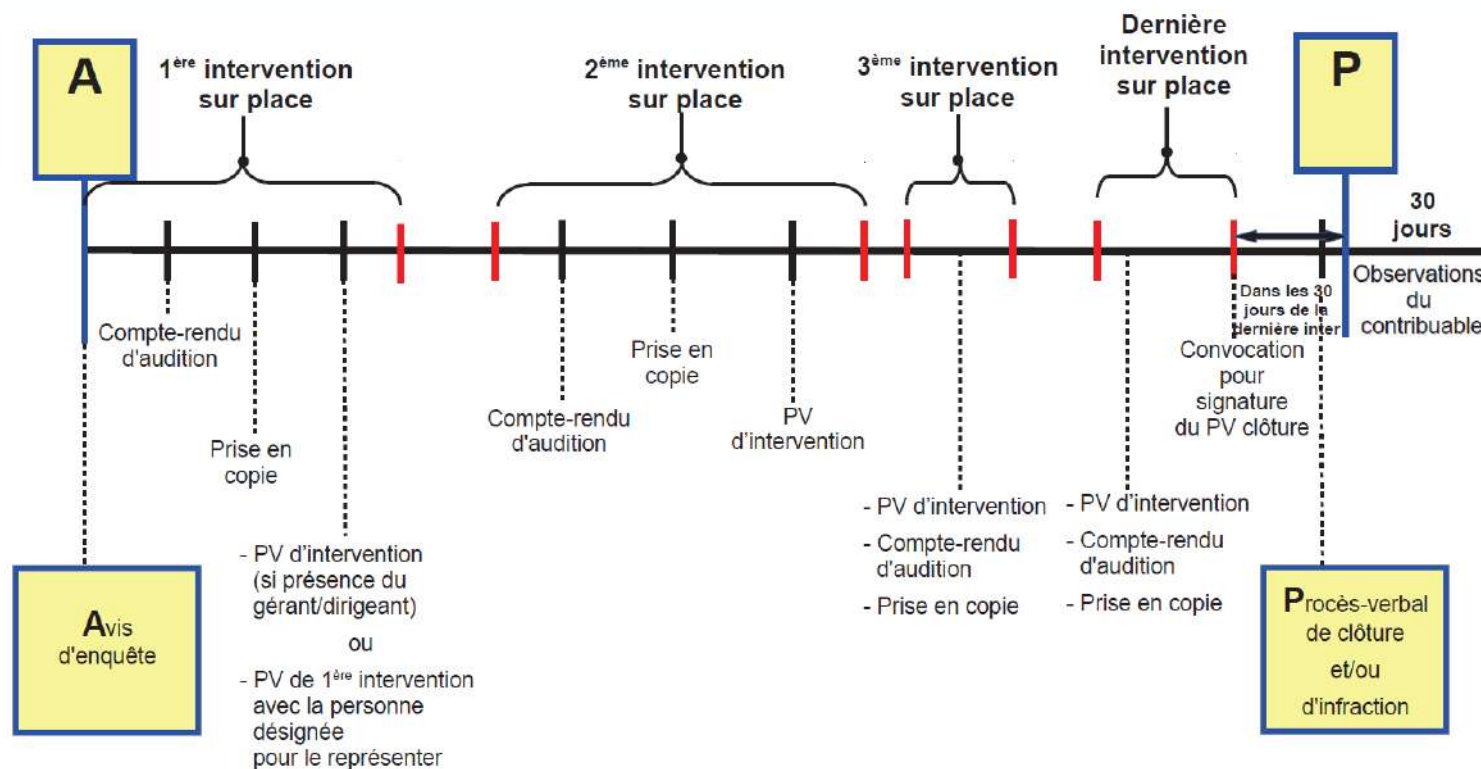 A
1ère intervention
sur place
2ème intervention
sur place
3ème intervention
sur place
Dernière
intervention
sur place
P
30
jours
Observations
du
contribuable
Dans les 30
jours de la
dernière inter
Compte-rendu
d'audition
Prise en
copie
- PV d'intervention
(si présence du
gérant/dirigeant)
ou
- PV de 1ère intervention
avec la personne
désignée
pour le représenter
Compte-rendu
d'audition
Prise en
copie
PV
d'intervention
- PV d'intervention
- Compte-rendu
d'audition
- Prise en copie
- PV d'intervention
- Compte-rendu
d'audition
- Prise en copie
Convocation
pour
signature
du PV clôture
Avis
d'enquête
Procès-verbal
de clôture
et/ou
d'infraction